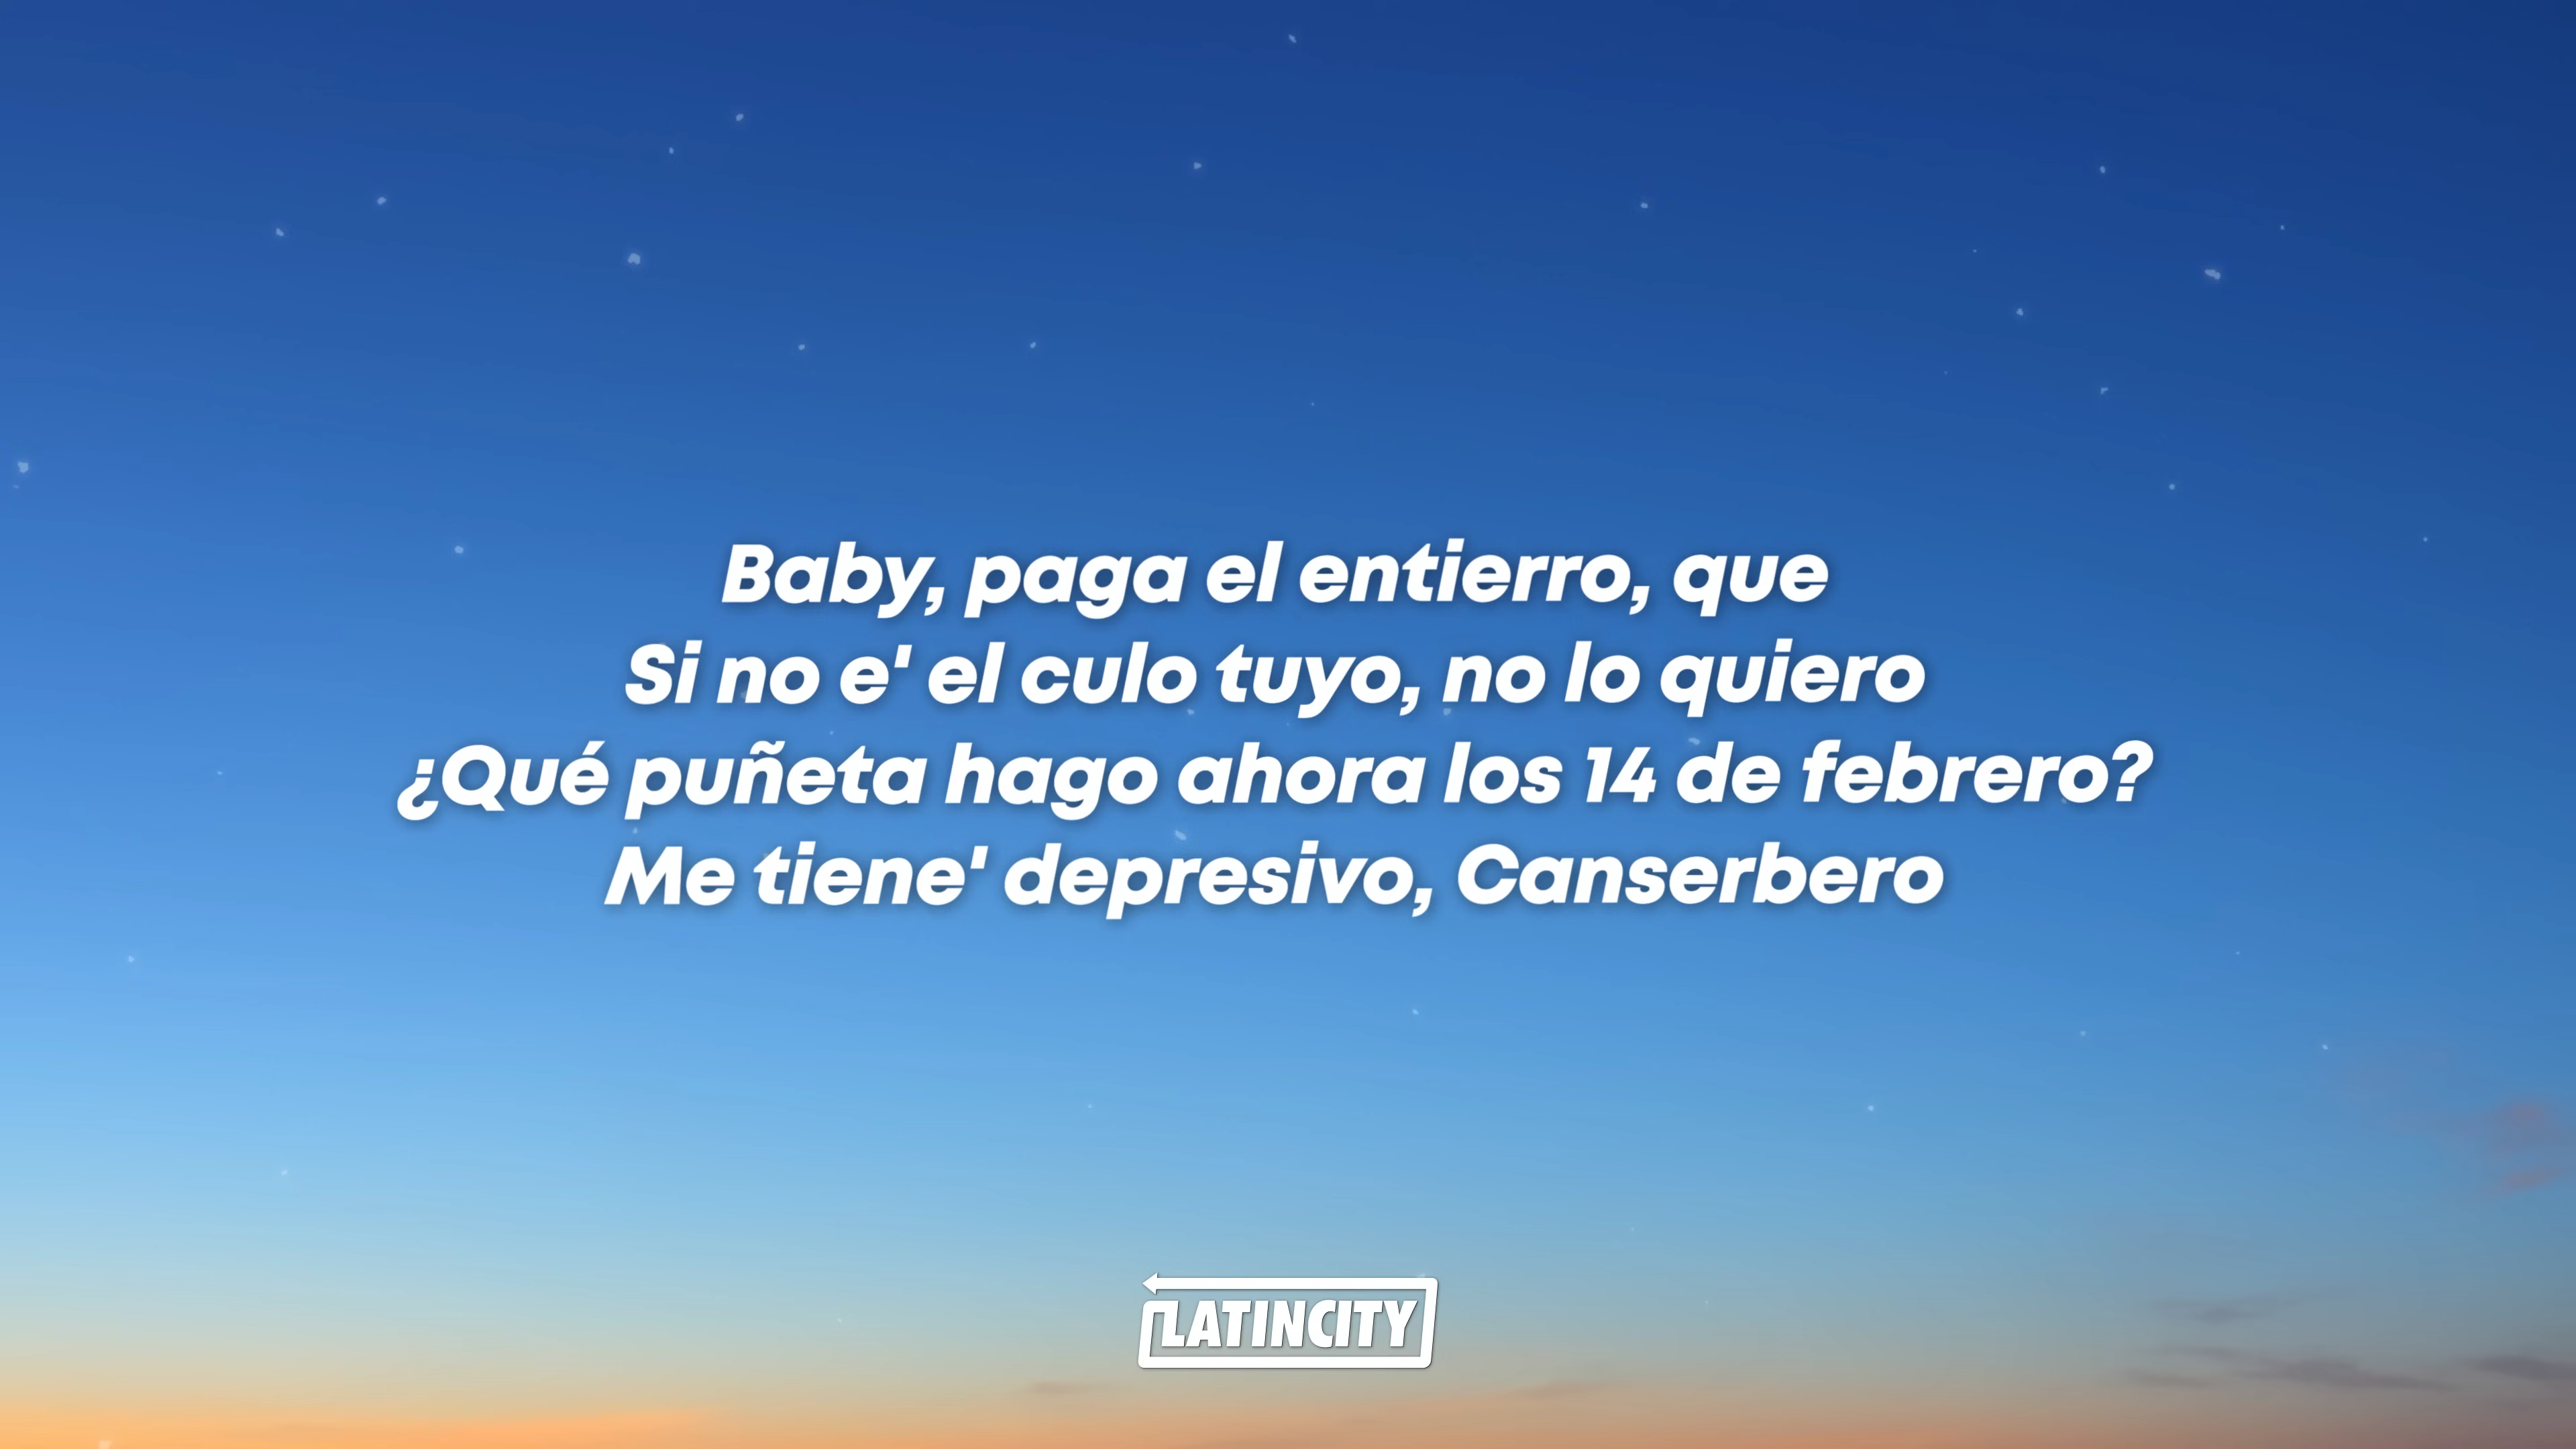 Baby, paga el entierro, que
Si no e' el culo tuyo, no lo quiero
¿Qué puñeta hago ahora los 14 de febrero?
Me tiene' depresivo, Canserbero
LATINCITY